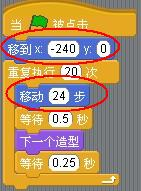 当 被点击
移到 x: -240 y: 0
重复执行 20 次
移动 24 步
等待 0.5 秒
下一个造型
等待 0.25 秒